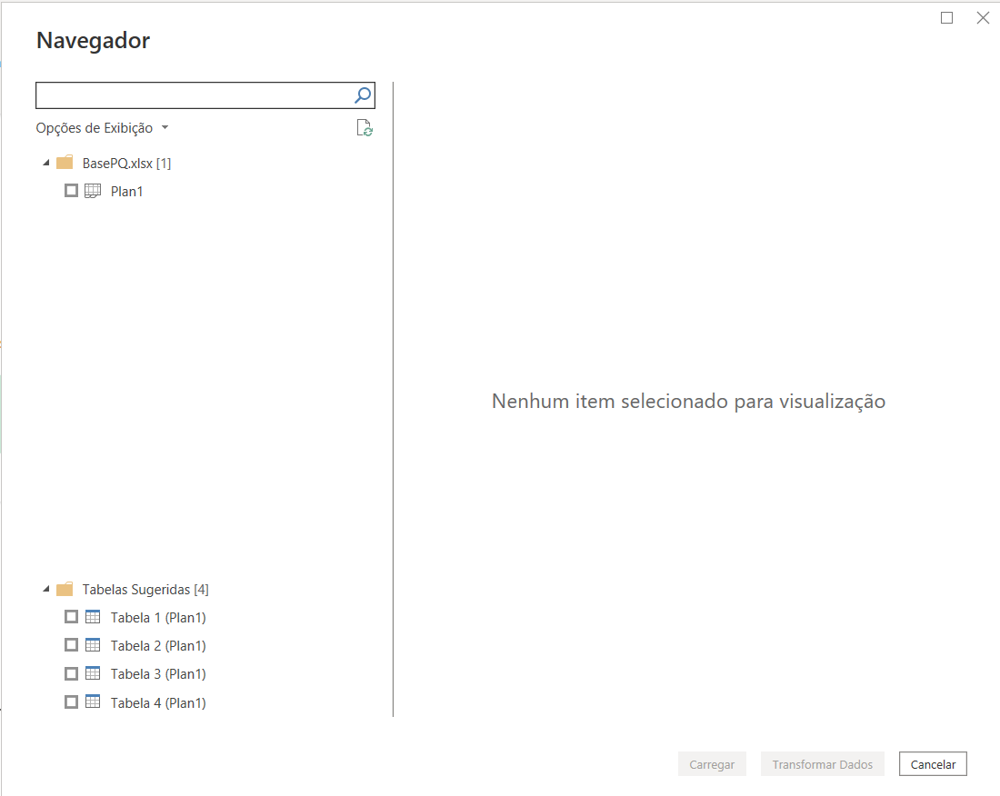 Navegador
Opções de Exibição
BasePQ.xlsx [1]
Plan1
Nenhum item selecionado para visualização
Tabelas Sugeridas [4]
Tabela 1 (Plan1)
Tabela 2 (Plan1)
Tabela 3 (Plan1)
Tabela 4 (Plan1)
Carregar
Transformar Dados
Cancelar